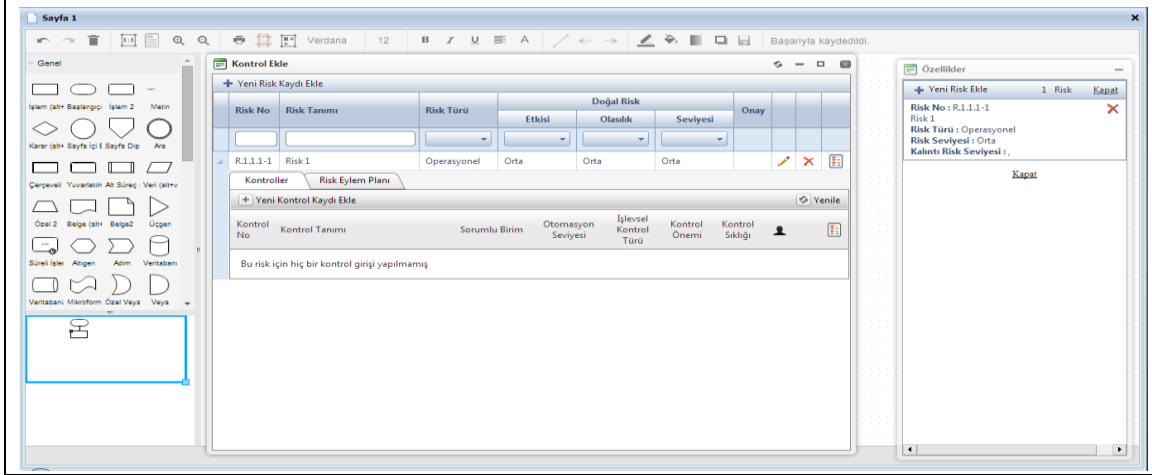 Sayfa 1
Verdana 12 B I U A Başarıyla kaydedildi.
Genel
İşlem (alt+ Başlangıç/ İşlem 2 Metin
Karar (alt+ Sayfa İçi E Sayfa Dış Ara
Çerçeveli Yuvarlatılm Alt Süreç Veri (alt+v
Özel 2 Belge (alt+ Belge2 Üçgen
Süreli İşler Altıgen Adım Veritabanı
Veritabanı Mikroform Özel Veya Veya
Kontrol Ekle
Yeni Risk Kaydı Ekle
Risk No Risk Tanımı Risk Türü Doğal Risk Onay
Etkisi Olasılık Seviyesi
R.1.1.1-1 Risk 1 Operasyonel Orta Orta Orta
Kontroller Risk Eylem Planı
+ Yeni Kontrol Kaydı Ekle Yenile
Kontrol No Kontrol Tanımı Sorumlu Birim Otomasyon Seviyesi İşlevsel Kontrol Türü Kontrol Önemi Kontrol Sıklığı
Bu risk için hiç bir kontrol girişi yapılmamış
Özellikler
Yeni Risk Ekle 1 Risk Kapat
Risk No : R.1.1.1-1
Risk 1
Risk Türü : Operasyonel
Risk Seviyesi : Orta
Kalıntı Risk Seviyesi : ,
Kapat